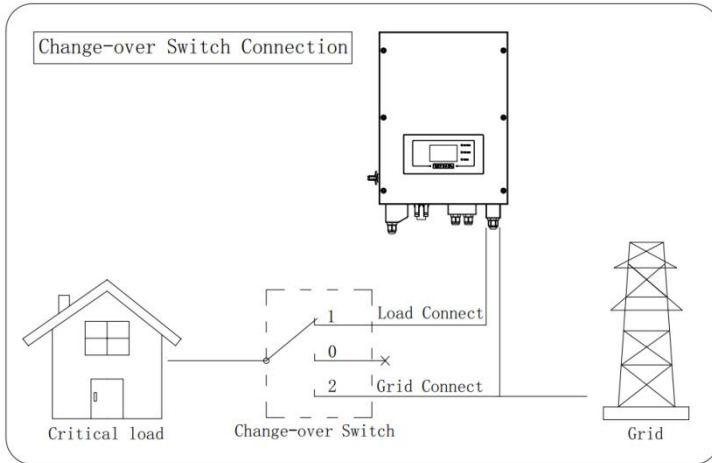 Change-over Switch Connection
1
Load Connect
0
2
Grid Connect
Critical load
Change-over Switch
Grid